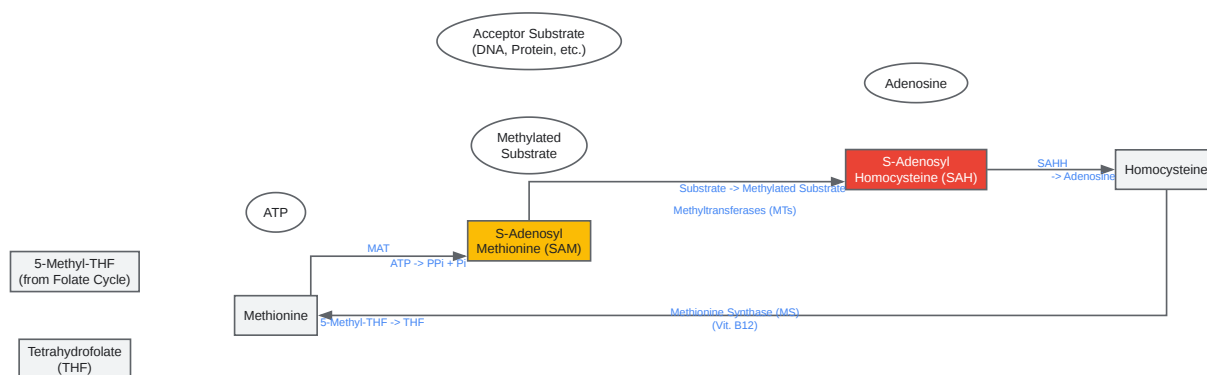 Acceptor Substrate
(DNA, Protein, etc.)
Adenosine
Methylated
Substrate
S-Adenosyl
Homocysteine (SAH)
SAHH
-> Adenosine
Homocysteine
Substrate -> Methylated Substrate
Methyltransferases (MTs)
ATP
S-Adenosyl
Methionine (SAM)
MAT
ATP -> PPi + Pi
5-Methyl-THF
(from Folate Cycle)
Methionine
5-Methyl-THF -> THF
Methionine Synthase (MS)
(Vit. B12)
Tetrahydrofolate
(THF)